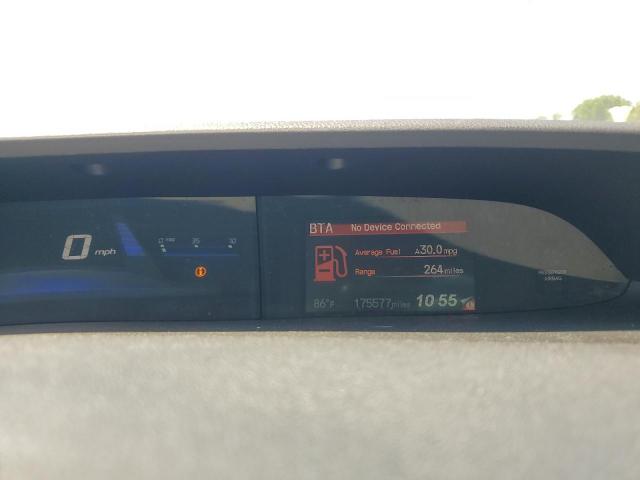 0 mph
BTA No Device Connected
Average Fuel A30.0 mpg
Range 264 miles
86°F 175577 miles 10:55